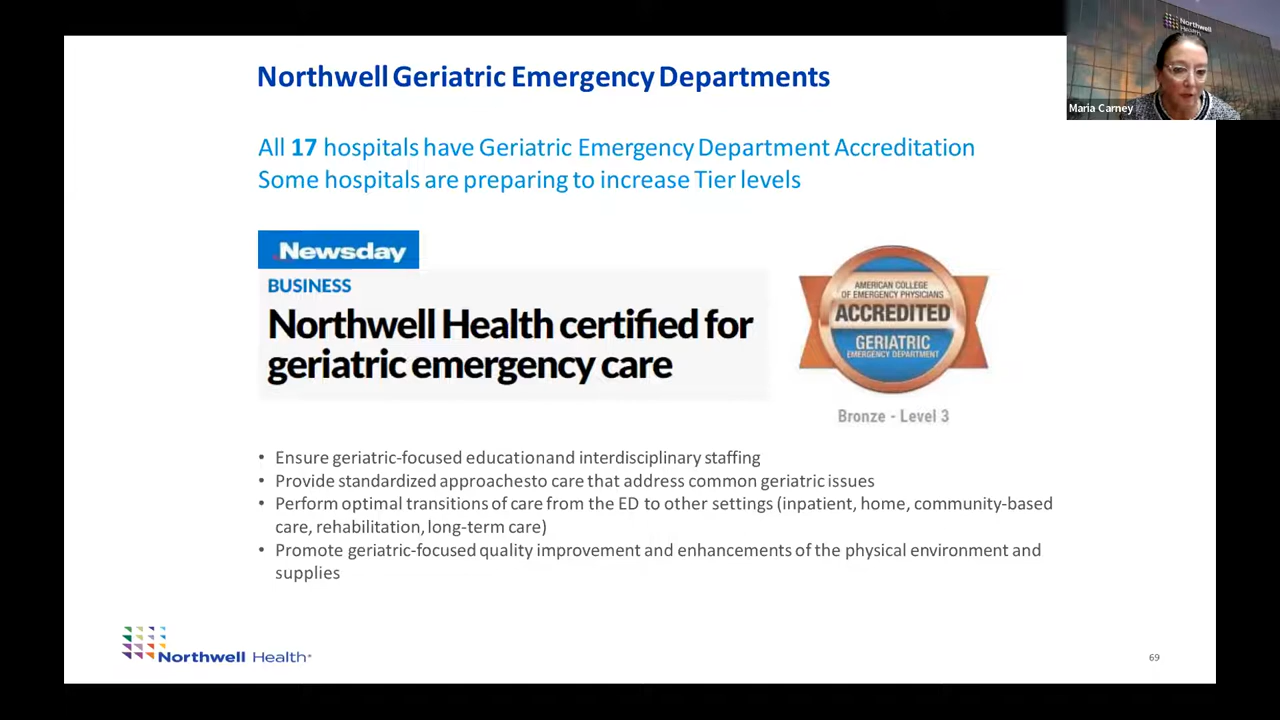 Northwell Geriatric Emergency Departments
Northwell
Health
Maria Carney
All 17 hospitals have Geriatric Emergency Department Accreditation
Some hospitals are preparing to increase Tier levels
Newsday
BUSINESS
Northwell Health certified for
geriatric emergency care
AMERICAN COLLEGE
OF EMERGENCY PHYSICIANS
ACCREDITED
GERIATRIC
EMERGENCY DEPARTMENT
Bronze - Level 3
• Ensure geriatric-focused educationand interdisciplinary staffing
• Provide standardized approachesto care that address common geriatric issues
• Perform optimal transitions of care from the ED to other settings (inpatient, home, community-based
care, rehabilitation, long-term care)
• Promote geriatric-focused quality improvement and enhancements of the physical environment and
supplies
Northwell Health
69